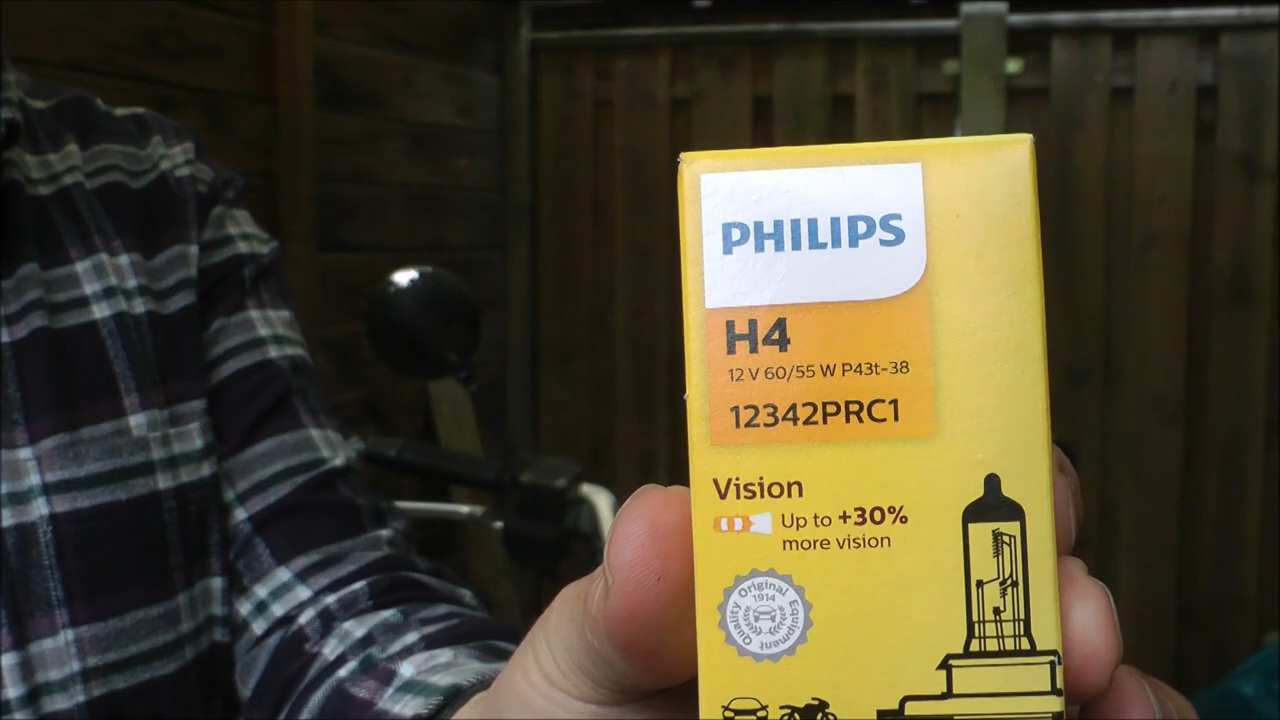 PHILIPS
H4
12 V 60/55 W P43t-38
12342PRC1
Vision
Up to +30%
more vision
Quality Original Equipment
1914